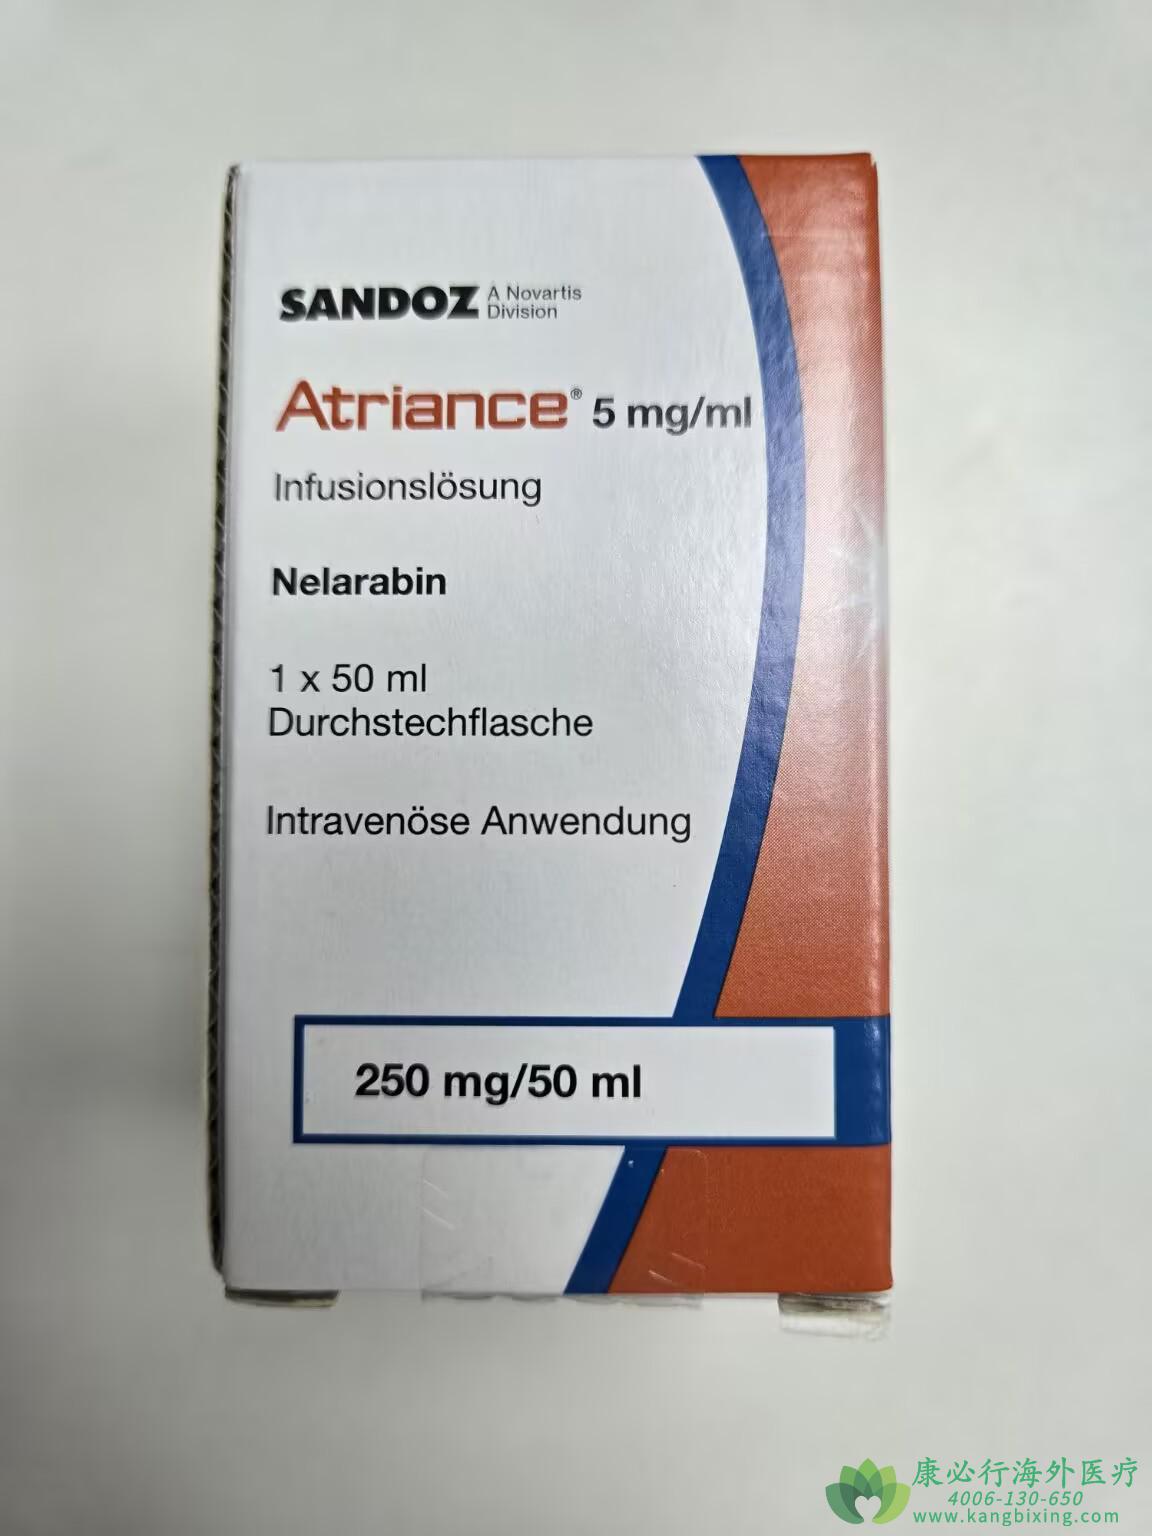 SANDOZ A Novartis
Division
Atriance® 5 mg/ml
Infusionslösung
Nelarabin
1 x 50 ml
Durchstechflasche
Intravenöse Anwendung
250 mg/50 ml
康必行海外医疗
4006-130-650
www.kangbixing.com